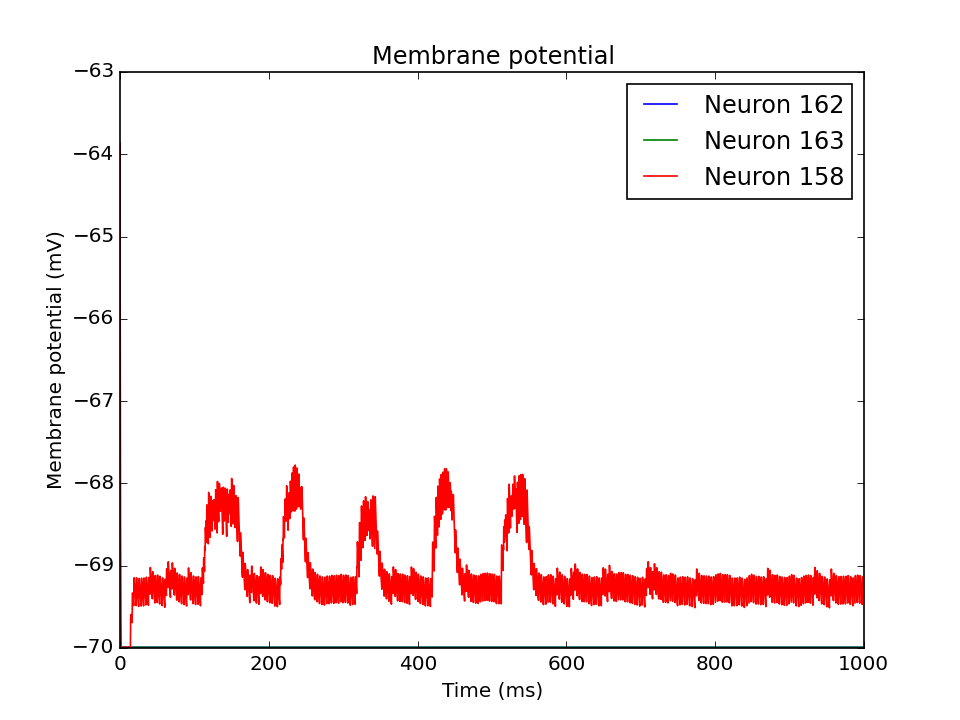 Membrane potential
Neuron 162
Neuron 163
Neuron 158
Membrane potential (mV)
−63
−64
−65
−66
−67
−68
−69
−70
0 200 400 600 800 1000
Time (ms)